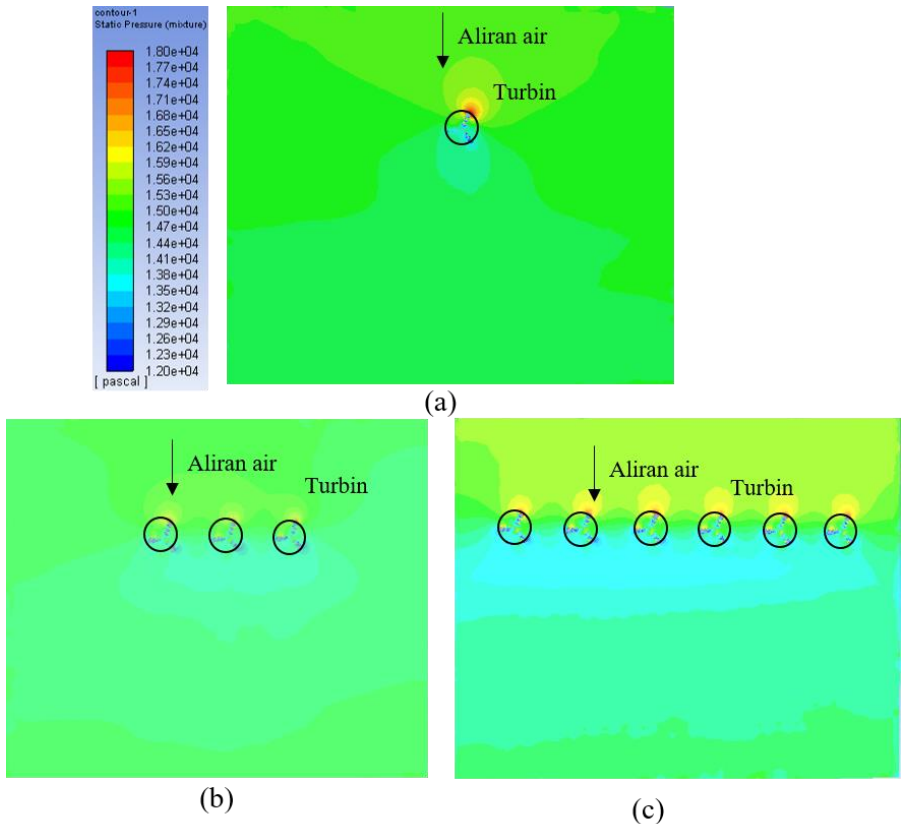 contour-1
Static Pressure (mixture)
1.80e+04
1.77e+04
1.74e+04
1.71e+04
1.68e+04
1.65e+04
1.62e+04
1.59e+04
1.56e+04
1.53e+04
1.50e+04
1.47e+04
1.44e+04
1.41e+04
1.38e+04
1.35e+04
1.32e+04
1.29e+04
1.26e+04
1.23e+04
1.20e+04
[ pascal ]
Aliran air
Turbin
(a)
Aliran air
Turbin
(b)
Aliran air
Turbin
(c)